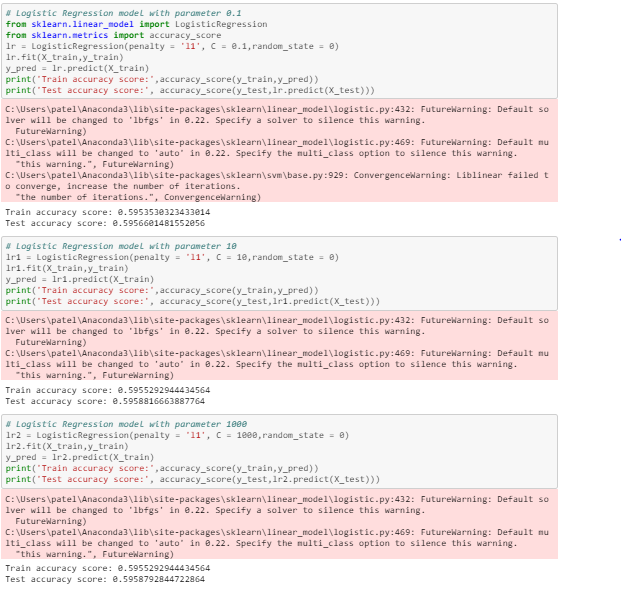 # Logistic Regression model with parameter 0.1
from sklearn.linear_model import LogisticRegression
from sklearn.metrics import accuracy_score
lr = LogisticRegression(penalty = 'l1', C = 0.1,random_state = 0)
lr.fit(X_train,y_train)
y_pred = lr.predict(X_train)
print('Train accuracy score:',accuracy_score(y_train,y_pred))
print('Test accuracy score:',accuracy_score(y_test,lr.predict(X_test)))
C:\Users\patel\Anaconda3\lib\site-packages\sklearn\linear_model\logistic.py:432: FutureWarning: Default so
lver will be changed to 'lbfgs' in 0.22. Specify a solver to silence this warning.
  FutureWarning)
C:\Users\patel\Anaconda3\lib\site-packages\sklearn\linear_model\logistic.py:469: FutureWarning: Default mu
lti_class will be changed to 'auto' in 0.22. Specify the multi_class option to silence this warning.
  "this warning.", FutureWarning)
C:\Users\patel\Anaconda3\lib\site-packages\sklearn\svm\base.py:929: ConvergenceWarning: Liblinear failed t
o converge, increase the number of iterations.
  "the number of iterations.", ConvergenceWarning)
Train accuracy score: 0.5953530323433014
Test accuracy score: 0.5956601481552056
# Logistic Regression model with parameter 10
lr1 = LogisticRegression(penalty = 'l1', C = 10,random_state = 0)
lr1.fit(X_train,y_train)
y_pred = lr1.predict(X_train)
print('Train accuracy score:',accuracy_score(y_train,y_pred))
print('Test accuracy score:', accuracy_score(y_test,lr1.predict(X_test)))
C:\Users\patel\Anaconda3\lib\site-packages\sklearn\linear_model\logistic.py:432: FutureWarning: Default so
lver will be changed to 'lbfgs' in 0.22. Specify a solver to silence this warning.
  FutureWarning)
C:\Users\patel\Anaconda3\lib\site-packages\sklearn\linear_model\logistic.py:469: FutureWarning: Default mu
lti_class will be changed to 'auto' in 0.22. Specify the multi_class option to silence this warning.
  "this warning.", FutureWarning)
Train accuracy score: 0.5955292944434564
Test accuracy score: 0.5958816663887764
# Logistic Regression model with parameter 1000
lr2 = LogisticRegression(penalty = 'l1', C = 1000,random_state = 0)
lr2.fit(X_train,y_train)
y_pred = lr2.predict(X_train)
print('Train accuracy score:',accuracy_score(y_train,y_pred))
print('Test accuracy score:', accuracy_score(y_test,lr2.predict(X_test)))
C:\Users\patel\Anaconda3\lib\site-packages\sklearn\linear_model\logistic.py:432: FutureWarning: Default so
lver will be changed to 'lbfgs' in 0.22. Specify a solver to silence this warning.
  FutureWarning)
C:\Users\patel\Anaconda3\lib\site-packages\sklearn\linear_model\logistic.py:469: FutureWarning: Default mu
lti_class will be changed to 'auto' in 0.22. Specify the multi_class option to silence this warning.
  "this warning.", FutureWarning)
Train accuracy score: 0.5955292944434564
Test accuracy score: 0.5958792844722864